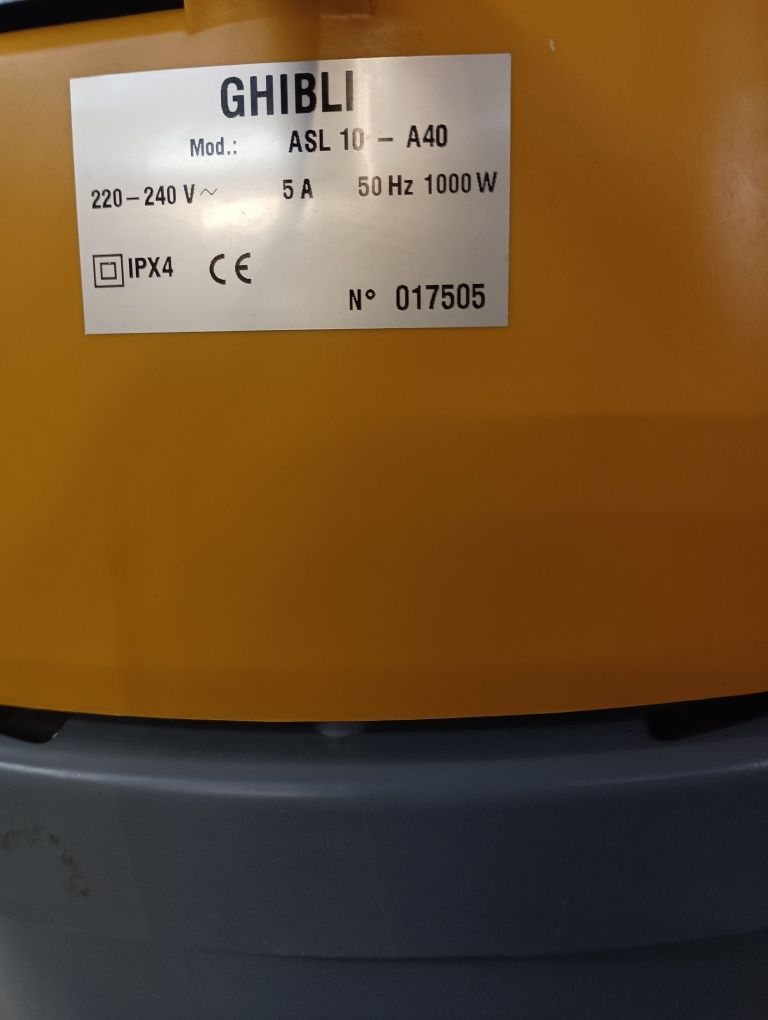 GHIBLI
Mod.: ASL 10 – A40
220–240 V~ 5 A 50 Hz 1000 W
IPX4 CE
N° 017505